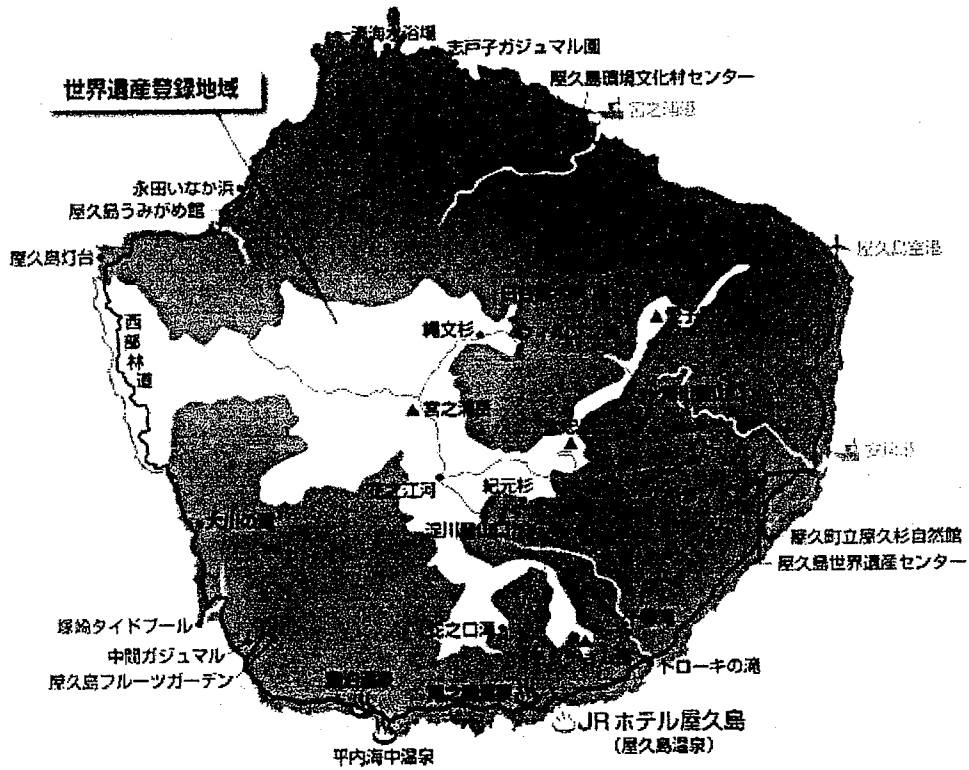 一湊海水浴場
志戸子ガジュマル園
屋久島環境文化村センター
宮之浦港
世界遺産登録地域
永田いなか浜
屋久島うみがめ館
屋久島灯台
屋久島空港
西部林道
縄文杉
宮之浦岳
安房港
花之江河
紀元杉
大川の滝
屋久町立屋久杉自然館
屋久島世界遺産センター
塚崎タイドプール
中間ガジュマル
屋久島フルーツガーデン
トローキの滝
JRホテル屋久島
(屋久島温泉)
平内海中温泉